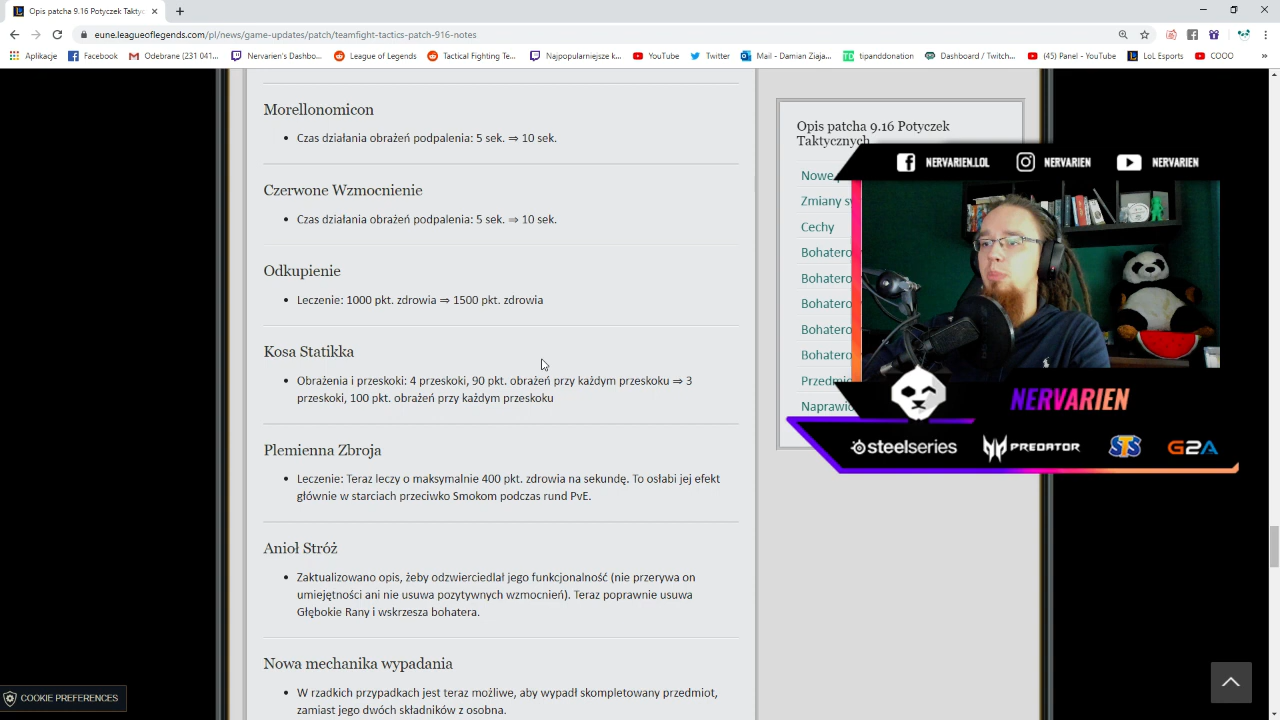 Opis patcha 9.16 Potyczek Taktyc
eune.leagueoflegends.com/pl/news/game-updates/patch/teamfight-tactics-patch-916-notes
Aplikacje Facebook Odebrane (231 041... Nervarien's Dashbo... League of Legends Tactical Fighting Te... Najpopularniejsze k... YouTube Twitter Mail - Damian Ziaja... tipanddonation Dashboard / Twitch... (45) Panel - YouTube LoL Esports COOO
Morellonomicon
Czas działania obrażeń podpalenia: 5 sek. ⇒ 10 sek.
Czerwone Wzmocnienie
Czas działania obrażeń podpalenia: 5 sek. ⇒ 10 sek.
Odkupienie
Leczenie: 1000 pkt. zdrowia ⇒ 1500 pkt. zdrowia
Kosa Statikka
Obrażenia i przeskoki: 4 przeskoki, 90 pkt. obrażeń przy każdym przeskoku ⇒ 3
przeskoki, 100 pkt. obrażeń przy każdym przeskoku
Plemienna Zbroja
Leczenie: Teraz leczy o maksymalnie 400 pkt. zdrowia na sekundę. To osłabi jej efekt
głównie w starciach przeciwko Smokom podczas rund PvE.
Anioł Stróż
Zaktualizowano opis, żeby odzwierciedlał jego funkcjonalność (nie przerywa on
umiejętności ani nie usuwa pozytywnych wzmocnień). Teraz poprawnie usuwa
Głębokie Rany i wskrzesza bohatera.
Nowa mechanika wypadania
W rzadkich przypadkach jest teraz możliwe, aby wypadł skompletowany przedmiot,
zamiast jego dwóch składników z osobna.
Opis patcha 9.16 Potyczek
Taktycznych
Nowe
Zmiany s
Cechy
Bohatero
Bohatero
Bohatero
Bohatero
Bohatero
Przedmi
Naprawio
NERVARIEN.LOL NERVARIEN NERVARIEN
NERVARIEN
steelseries PREDATOR STS G2A
COOKIE PREFERENCES